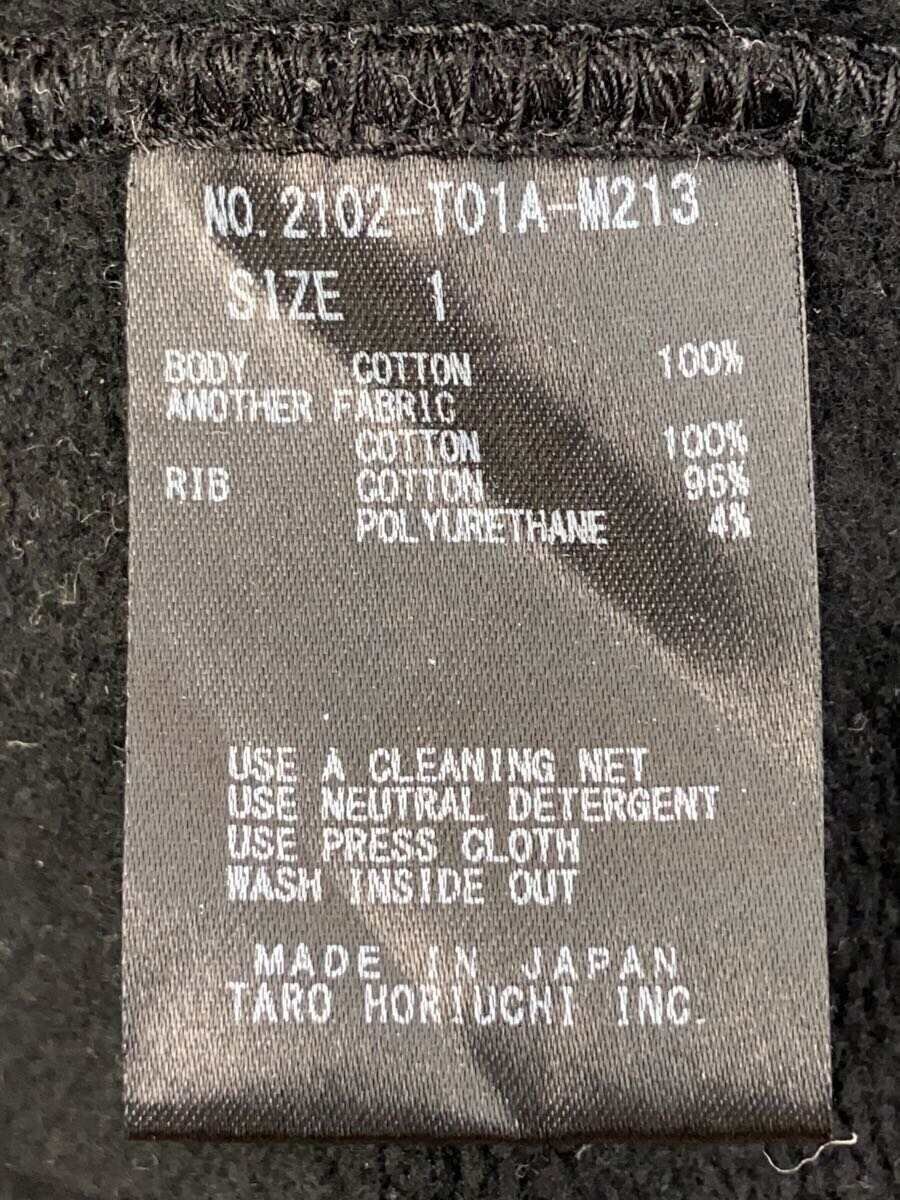 NO. 2102-T01A-M213
SIZE 1
BODY COTTON 100%
ANOTHER FABRIC
COTTON 100%
RIB COTTON 96%
POLYURETHANE 4%
USE A CLEANING NET
USE NEUTRAL DETERGENT
USE PRESS CLOTH
WASH INSIDE OUT
MADE IN JAPAN
TARO HORIUCHI INC.